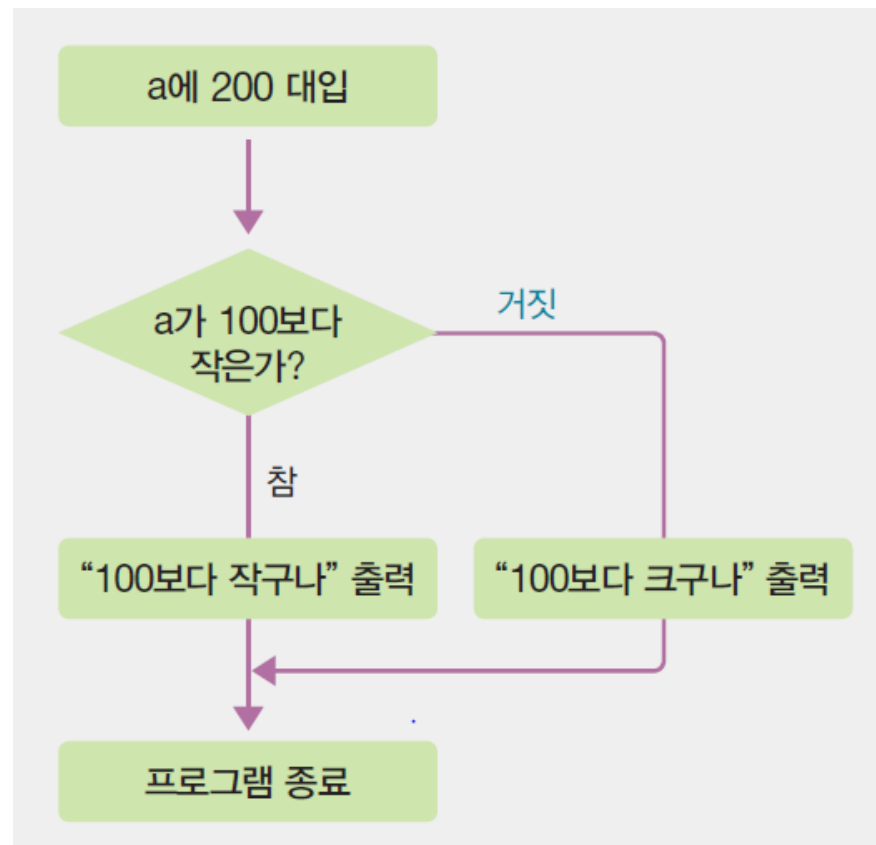 a에 200 대입
a가 100보다
작은가?
거짓
참
“100보다 작구나” 출력
“100보다 크구나” 출력
프로그램 종료